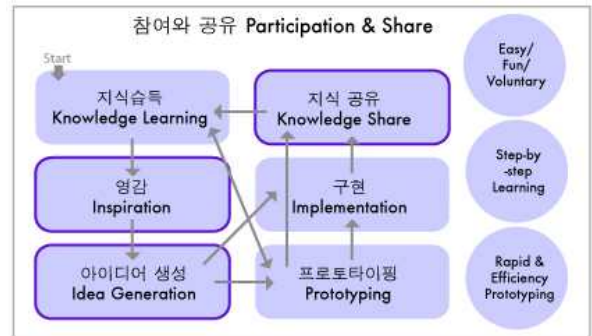 참여와 공유 Participation & Share
Start
지식습득
Knowledge Learning
지식 공유
Knowledge Share
영감
Inspiration
구현
Implementation
아이디어 생성
Idea Generation
프로토타이핑
Prototyping
Easy/
Fun/
Voluntary
Step-by
-step
Learning
Rapid &
Efficiency
Prototyping